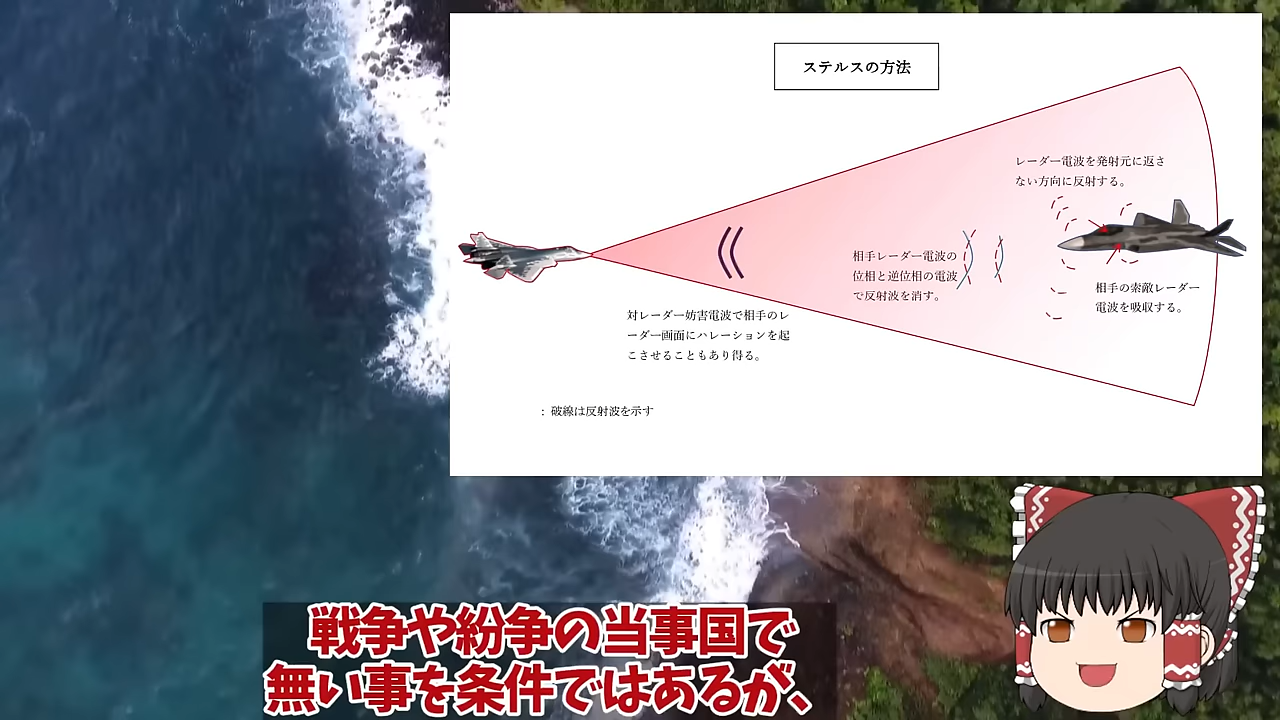 ステルスの方法
レーダー電波を発射元に返さ
ない方向に反射する。
相手レーダー電波の
位相と逆位相の電波
で反射波を消す。
相手の索敵レーダー
電波を吸収する。
対レーダー妨害電波で相手のレ
ーダー画面にハレーションを起
こさせることもあり得る。
：破線は反射波を示す
戦争や紛争の当事国で
無い事を条件ではあるが、